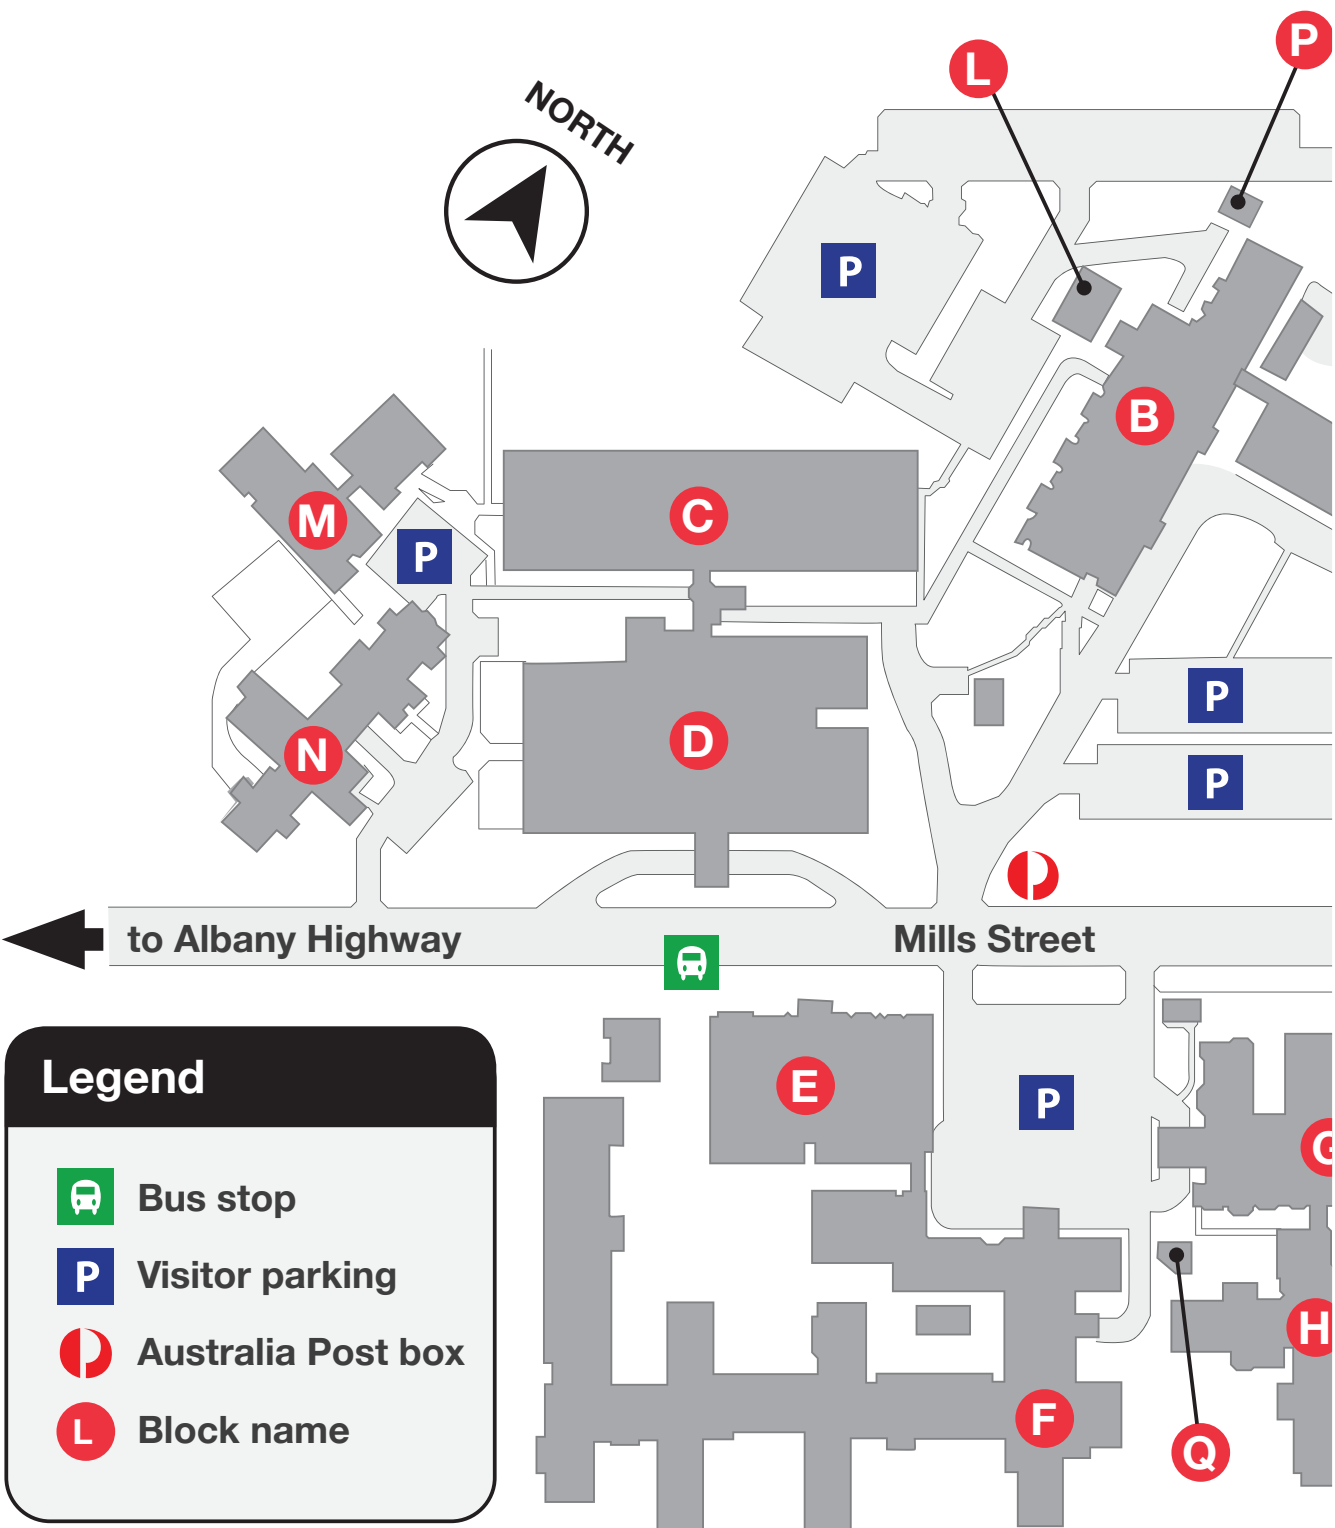 P
L
NORTH
P
B
M
C
P
N
D
P
P
to Albany Highway
Mills Street
E
P
G
H
F
Q
Legend
Bus stop
P Visitor parking
Australia Post box
L Block name